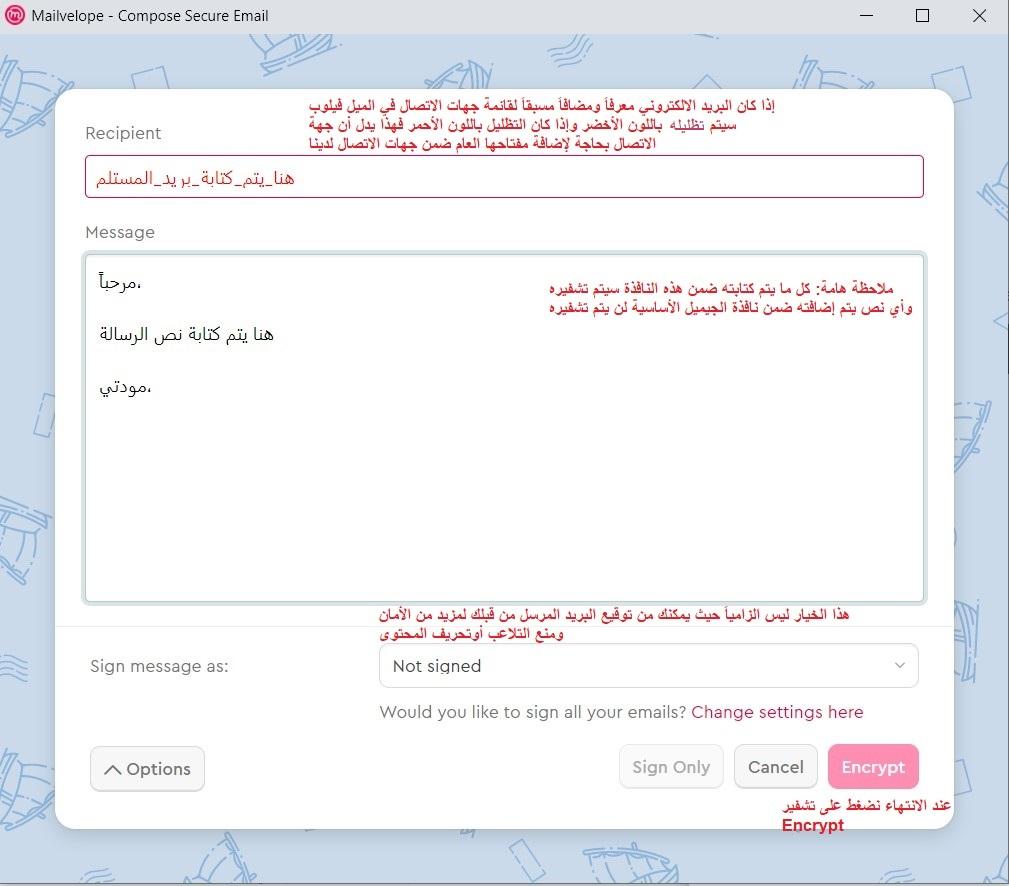 Mailvelope - Compose Secure Email
إذا كان البريد الالكتروني معرفاً ومضافاً مسبقاً لقائمة جهات الاتصال في الميل فيلوب
سيتم تظليله باللون الأخضر وإذا كان التظليل باللون الأحمر فهذا يدل أن جهة
الاتصال بحاجة لإضافة مفتاحها العام ضمن جهات الاتصال لدينا
Recipient
هنا_يتم_كتابة_بريد_المستلم
Message
مرحباً،
ملاحظة هامة: كل ما يتم كتابته ضمن هذه النافذة سيتم تشفيره
وأي نص يتم إضافته ضمن نافذة الجيميل الأساسية لن يتم تشفيره
هنا يتم كتابة نص الرسالة
مودتي،
هذا الخيار ليس الزامياً حيث يمكنك من توقيع البريد المرسل من قبلك لمزيد من الأمان
ومنع التلاعب أوتحريف المحتوى
Sign message as:
Not signed
Would you like to sign all your emails? Change settings here
Options
Sign Only
Cancel
Encrypt
عند الانتهاء نضغط على تشفير
Encrypt